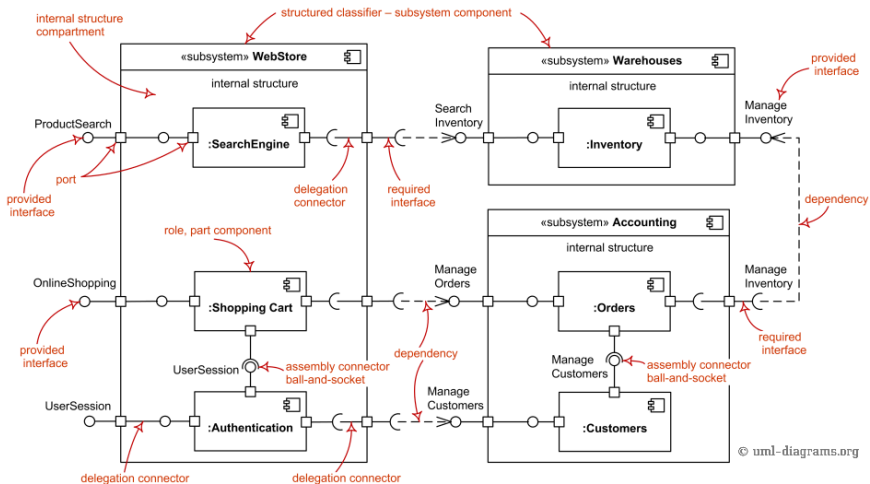 structured classifier – subsystem component
internal structure
compartment
«subsystem» WebStore
internal structure
«subsystem» Warehouses
internal structure
provided
interface
ProductSearch
:SearchEngine
Search
Inventory
:Inventory
Manage
Inventory
provided
interface
port
delegation
connector
required
interface
dependency
role, part component
«subsystem» Accounting
internal structure
OnlineShopping
:Shopping Cart
Manage
Orders
:Orders
Manage
Inventory
provided
interface
UserSession
assembly connector
ball-and-socket
dependency
Manage
Customers
assembly connector
ball-and-socket
required
interface
UserSession
:Authentication
Manage
Customers
:Customers
delegation connector
delegation connector
© uml-diagrams.org